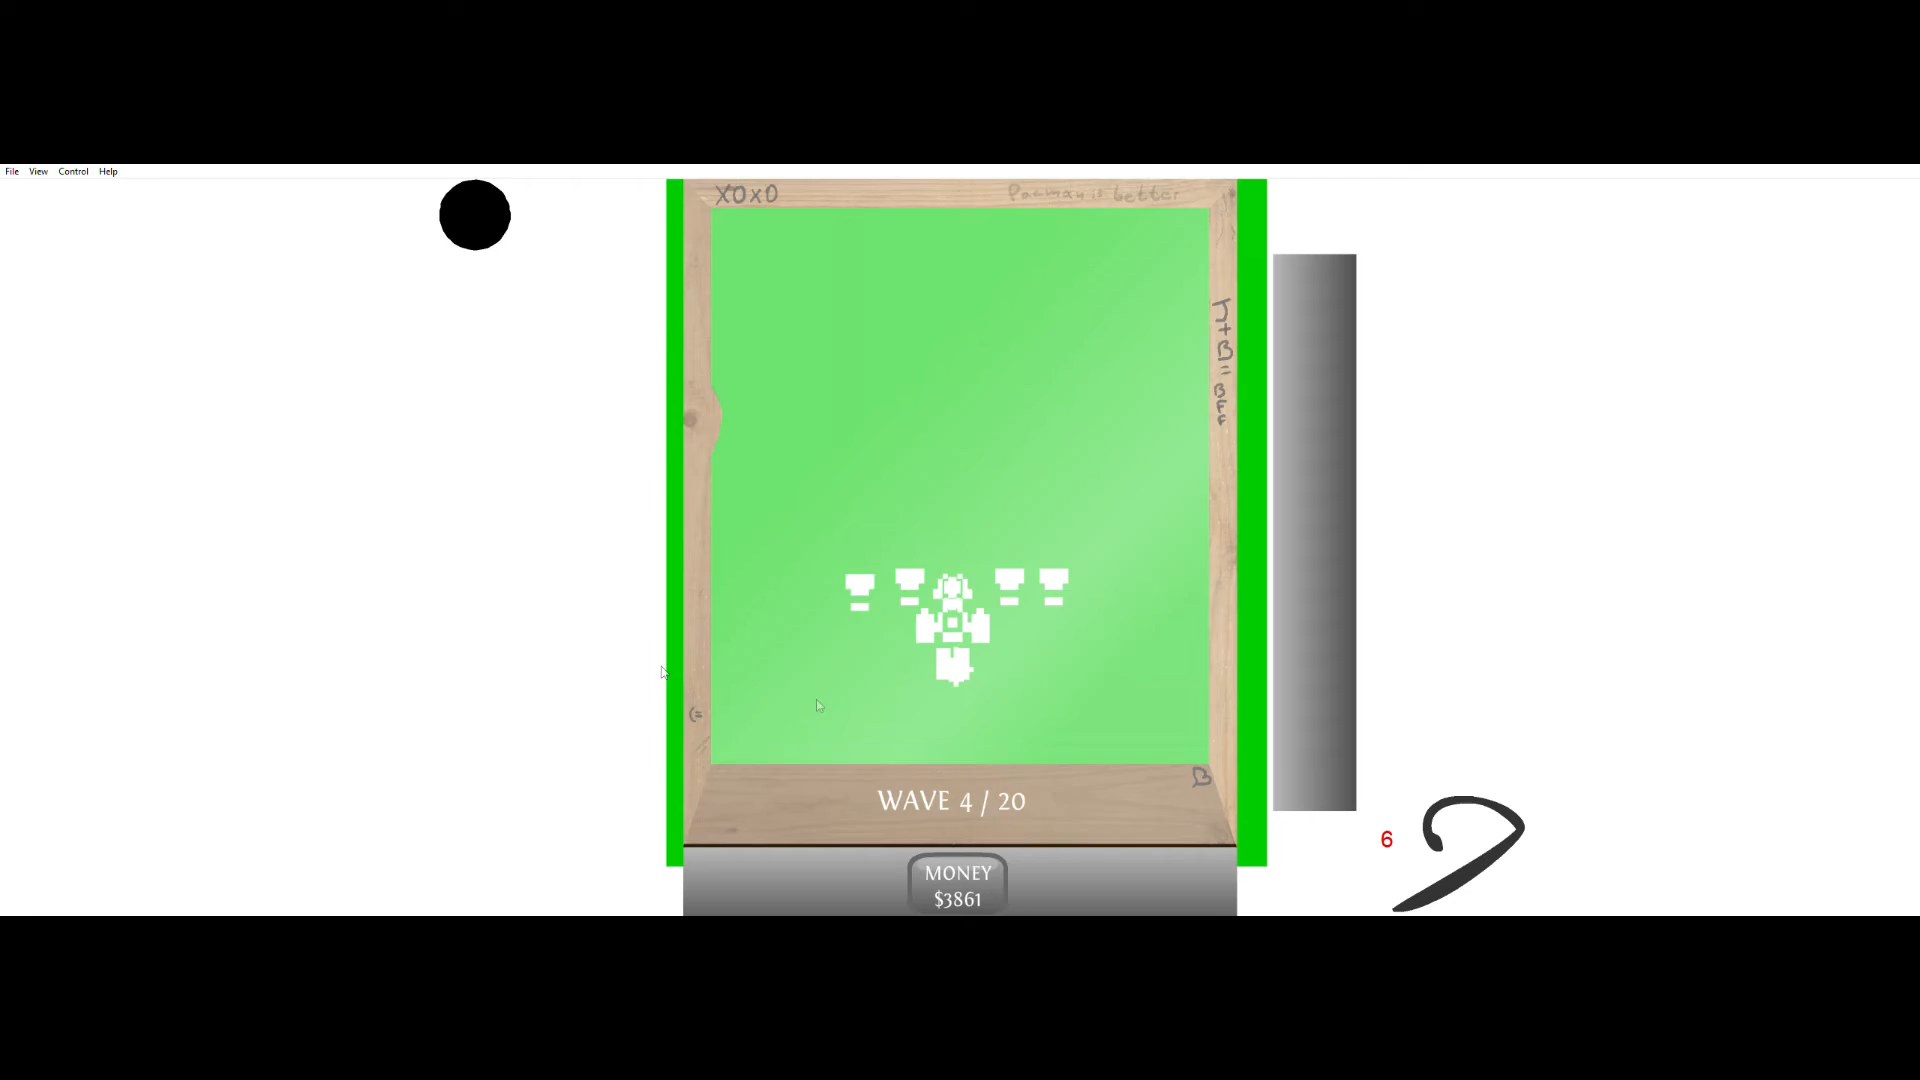 File View Control Help
XOXO
Pacman is better
J+B= BFF
(=
B
WAVE 4 / 20
MONEY
$3861
6